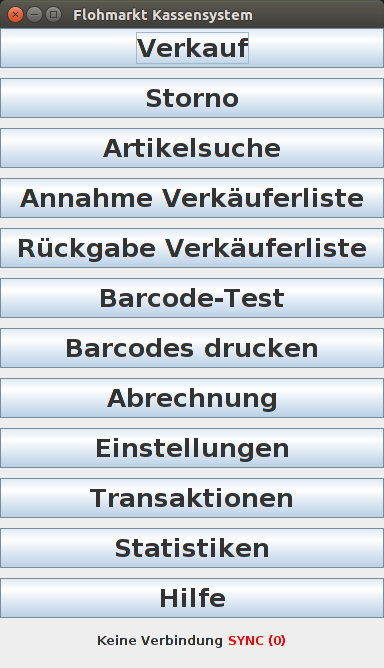 Flohmarkt Kassensystem
Verkauf
Storno
Artikelsuche
Annahme Verkäuferliste
Rückgabe Verkäuferliste
Barcode-Test
Barcodes drucken
Abrechnung
Einstellungen
Transaktionen
Statistiken
Hilfe
Keine Verbindung SYNC (0)